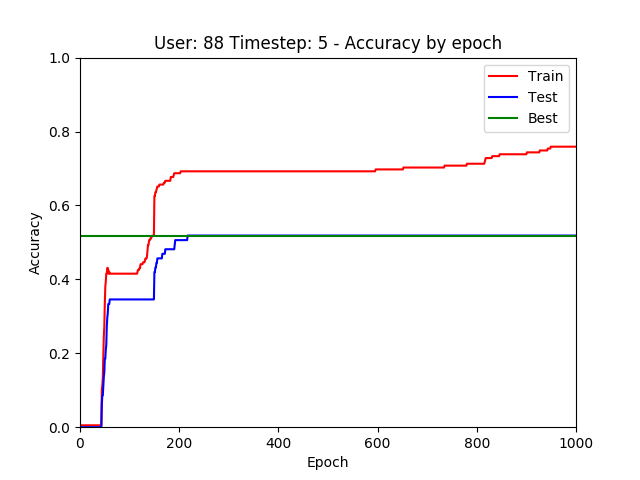 User: 88 Timestep: 5 - Accuracy by epoch
1.0
0.8
0.6
0.4
0.2
0.0
Accuracy
Train
Test
Best
0 200 400 600 800 1000
Epoch